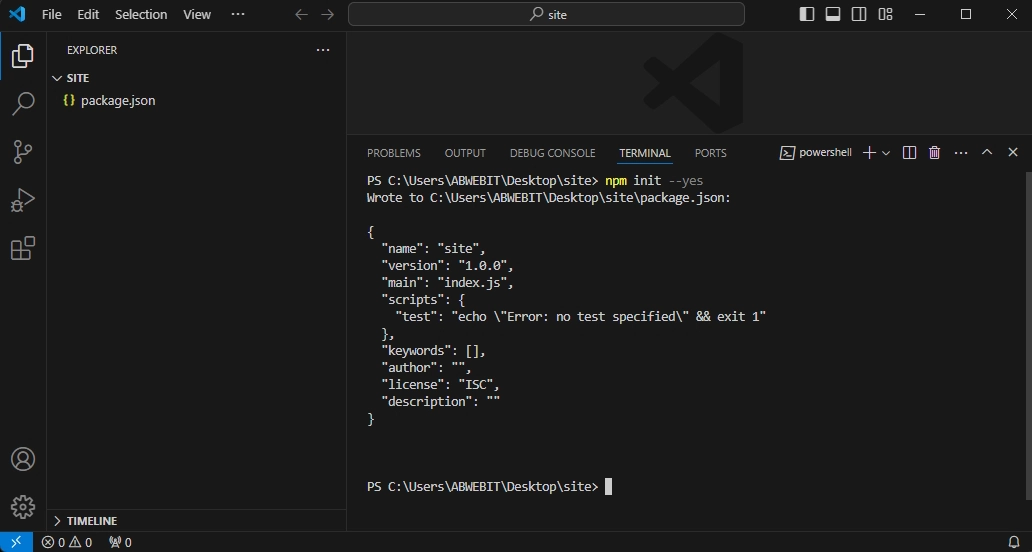 File Edit Selection View ··· site
EXPLORER ···
SITE
{} package.json
PROBLEMS OUTPUT DEBUG CONSOLE TERMINAL PORTS powershell ···
PS C:\Users\ABWEBIT\Desktop\site> npm init --yes
Wrote to C:\Users\ABWEBIT\Desktop\site\package.json:
{
  "name": "site",
  "version": "1.0.0",
  "main": "index.js",
  "scripts": {
    "test": "echo \"Error: no test specified\" && exit 1"
  },
  "keywords": [],
  "author": "",
  "license": "ISC",
  "description": ""
}
PS C:\Users\ABWEBIT\Desktop\site>
TIMELINE
0 0 0